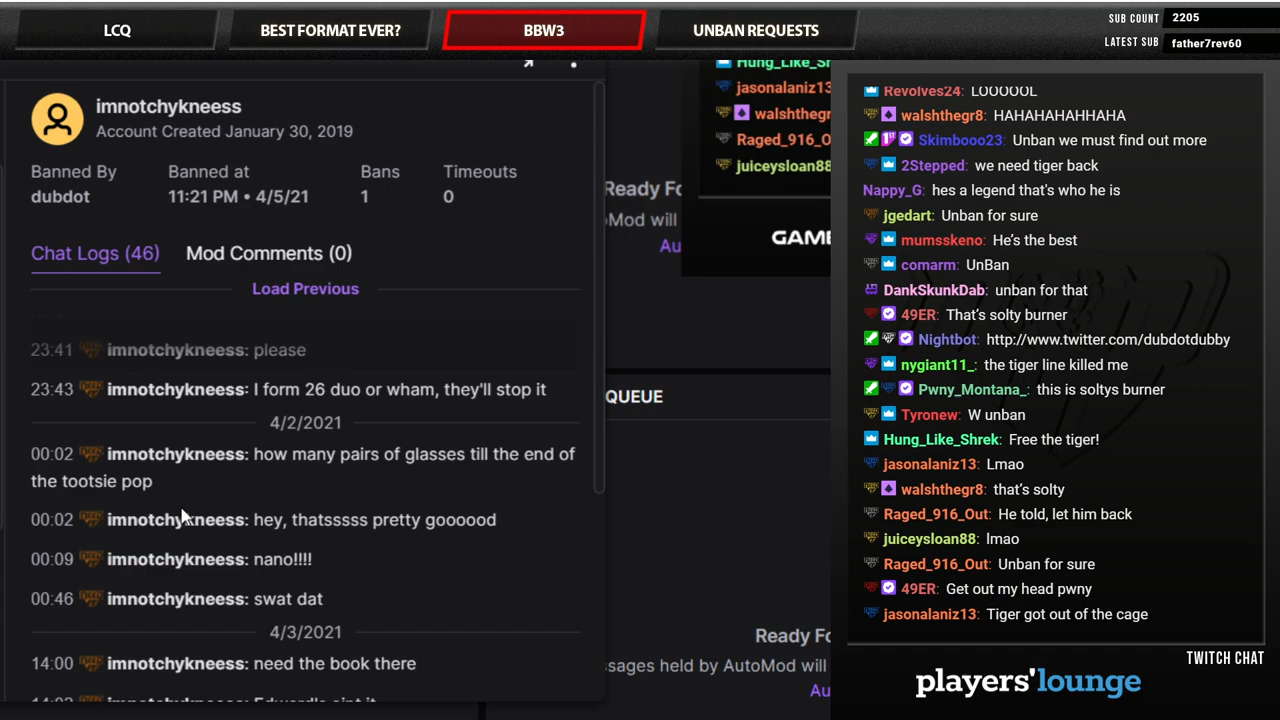 LCQ
BEST FORMAT EVER?
BBW3
UNBAN REQUESTS
SUB COUNT 2205
LATEST SUB father7rev60
imnotchykneess
Account Created January 30, 2019
Banned By Banned at Bans Timeouts
dubdot 11:21 PM • 4/5/21 1 0
Chat Logs (46) Mod Comments (0)
Load Previous
23:41 imnotchykneess: please
23:43 imnotchykneess: I form 26 duo or wham, they'll stop it
4/2/2021
00:02 imnotchykneess: how many pairs of glasses till the end of
the tootsie pop
00:02 imnotchykneess: hey, thatsssss pretty goooood
00:09 imnotchykneess: nano!!!!
00:46 imnotchykneess: swat dat
4/3/2021
14:00 imnotchykneess: need the book there
imnotchykneess: Edward's aint it
Hung_Like_Sh
jasonalaniz13
walshthegr8:
Raged_916_O
juiceysloan88
Ready Fo
oMod will
Au
GAME
QUEUE
Ready Fo
ssages held by AutoMod will
Au
Revolves24: LOOOOOL
walshthegr8: HAHAHAHAHHAHA
Skimbooo23: Unban we must find out more
2Stepped: we need tiger back
Nappy_G: hes a legend that's who he is
jgedart: Unban for sure
mumsskeno: He's the best
comarm: UnBan
DankSkunkDab: unban for that
49ER: That's solty burner
Nightbot: http://www.twitter.com/dubdotdubby
nygiant11_: the tiger line killed me
Pwny_Montana_: this is soltys burner
Tyronew: W unban
Hung_Like_Shrek: Free the tiger!
jasonalaniz13: Lmao
walshthegr8: that's solty
Raged_916_Out: He told, let him back
juiceysloan88: lmao
Raged_916_Out: Unban for sure
49ER: Get out my head pwny
jasonalaniz13: Tiger got out of the cage
TWITCH CHAT
players'lounge